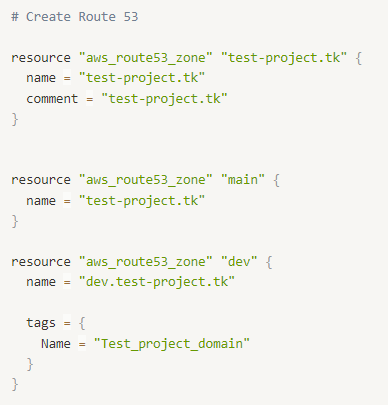 # Create Route 53
resource "aws_route53_zone" "test-project.tk" {
  name = "test-project.tk"
  comment = "test-project.tk"
}
resource "aws_route53_zone" "main" {
  name = "test-project.tk"
}
resource "aws_route53_zone" "dev" {
  name = "dev.test-project.tk"
  tags = {
    Name = "Test_project_domain"
  }
}